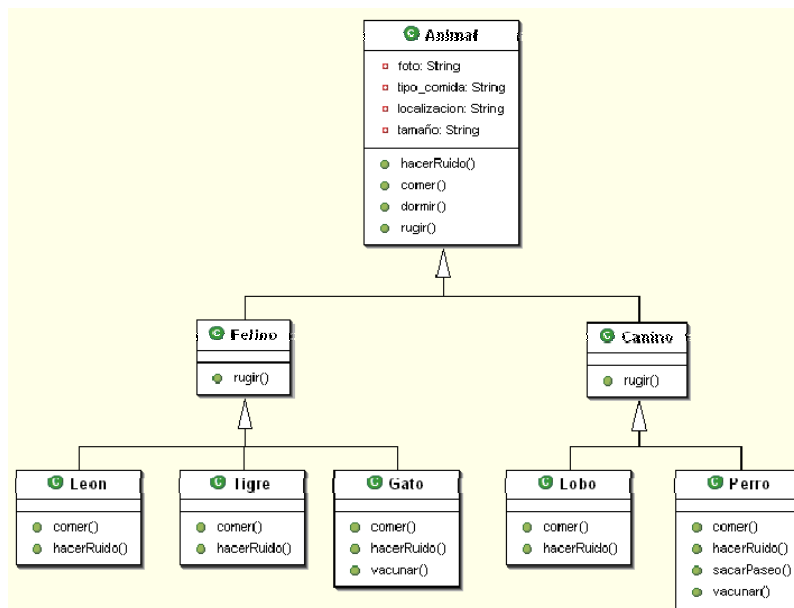 Animal
foto: String
tipo_comida: String
localizacion: String
tamaño: String
hacerRuido()
comer()
dormir()
rugir()
Felino
rugir()
Canino
rugir()
Leon
comer()
hacerRuido()
Tigre
comer()
hacerRuido()
Gato
comer()
hacerRuido()
vacunar()
Lobo
comer()
hacerRuido()
Perro
comer()
hacerRuido()
sacarPaseo()
vacunar()